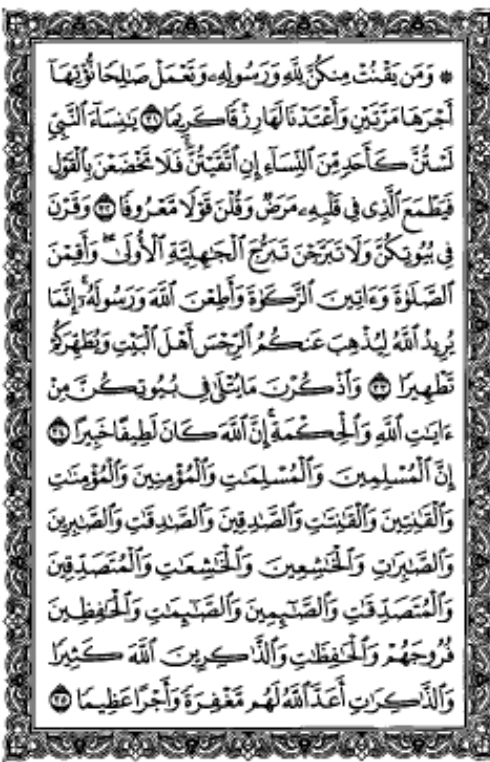 ۞ وَمَن يَقْنُتْ مِنكُنَّ لِلَّهِ وَرَسُولِهِۦ وَتَعْمَلْ صَٰلِحًا نُّؤْتِهَآ
أَجْرَهَا مَرَّتَيْنِ وَأَعْتَدْنَا لَهَا رِزْقًا كَرِيمًا ٣١ يَٰنِسَآءَ ٱلنَّبِيِّ
لَسْتُنَّ كَأَحَدٍ مِّنَ ٱلنِّسَآءِ إِنِ ٱتَّقَيْتُنَّ ۚ فَلَا تَخْضَعْنَ بِٱلْقَوْلِ
فَيَطْمَعَ ٱلَّذِى فِى قَلْبِهِۦ مَرَضٌ وَقُلْنَ قَوْلًا مَّعْرُوفًا ٣٢ وَقَرْنَ
فِى بُيُوتِكُنَّ وَلَا تَبَرَّجْنَ تَبَرُّجَ ٱلْجَٰهِلِيَّةِ ٱلْأُولَىٰ ۖ وَأَقِمْنَ
ٱلصَّلَوٰةَ وَءَاتِينَ ٱلزَّكَوٰةَ وَأَطِعْنَ ٱللَّهَ وَرَسُولَهُۥٓ ۚ إِنَّمَا
يُرِيدُ ٱللَّهُ لِيُذْهِبَ عَنكُمُ ٱلرِّجْسَ أَهْلَ ٱلْبَيْتِ وَيُطَهِّرَكُمْ
تَطْهِيرًا ٣٣ وَٱذْكُرْنَ مَا يُتْلَىٰ فِى بُيُوتِكُنَّ مِنْ
ءَايَٰتِ ٱللَّهِ وَٱلْحِكْمَةِ ۚ إِنَّ ٱللَّهَ كَانَ لَطِيفًا خَبِيرًا ٣٤
إِنَّ ٱلْمُسْلِمِينَ وَٱلْمُسْلِمَٰتِ وَٱلْمُؤْمِنِينَ وَٱلْمُؤْمِنَٰتِ
وَٱلْقَٰنِتِينَ وَٱلْقَٰنِتَٰتِ وَٱلصَّٰدِقِينَ وَٱلصَّٰدِقَٰتِ وَٱلصَّٰبِرِينَ
وَٱلصَّٰبِرَٰتِ وَٱلْخَٰشِعِينَ وَٱلْخَٰشِعَٰتِ وَٱلْمُتَصَدِّقِينَ
وَٱلْمُتَصَدِّقَٰتِ وَٱلصَّٰٓئِمِينَ وَٱلصَّٰٓئِمَٰتِ وَٱلْحَٰفِظِينَ
فُرُوجَهُمْ وَٱلْحَٰفِظَٰتِ وَٱلذَّٰكِرِينَ ٱللَّهَ كَثِيرًا
وَٱلذَّٰكِرَٰتِ أَعَدَّ ٱللَّهُ لَهُم مَّغْفِرَةً وَأَجْرًا عَظِيمًا ٣٥